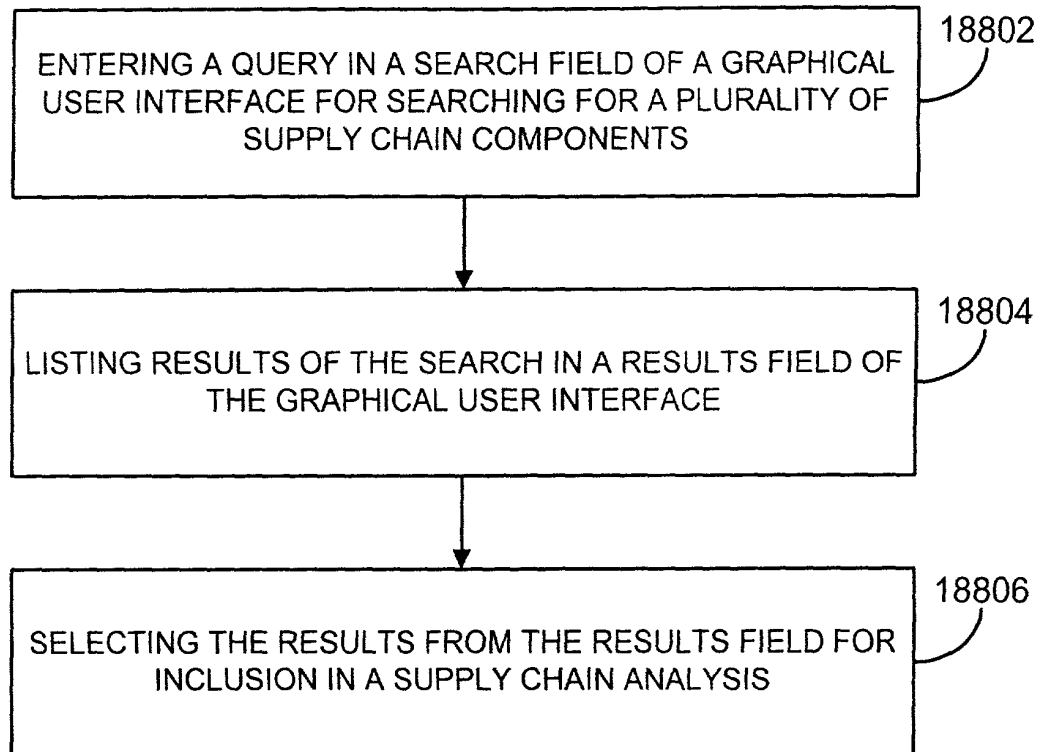 18802
ENTERING A QUERY IN A SEARCH FIELD OF A GRAPHICAL
USER INTERFACE FOR SEARCHING FOR A PLURALITY OF
SUPPLY CHAIN COMPONENTS
18804
LISTING RESULTS OF THE SEARCH IN A RESULTS FIELD OF
THE GRAPHICAL USER INTERFACE
18806
SELECTING THE RESULTS FROM THE RESULTS FIELD FOR
INCLUSION IN A SUPPLY CHAIN ANALYSIS